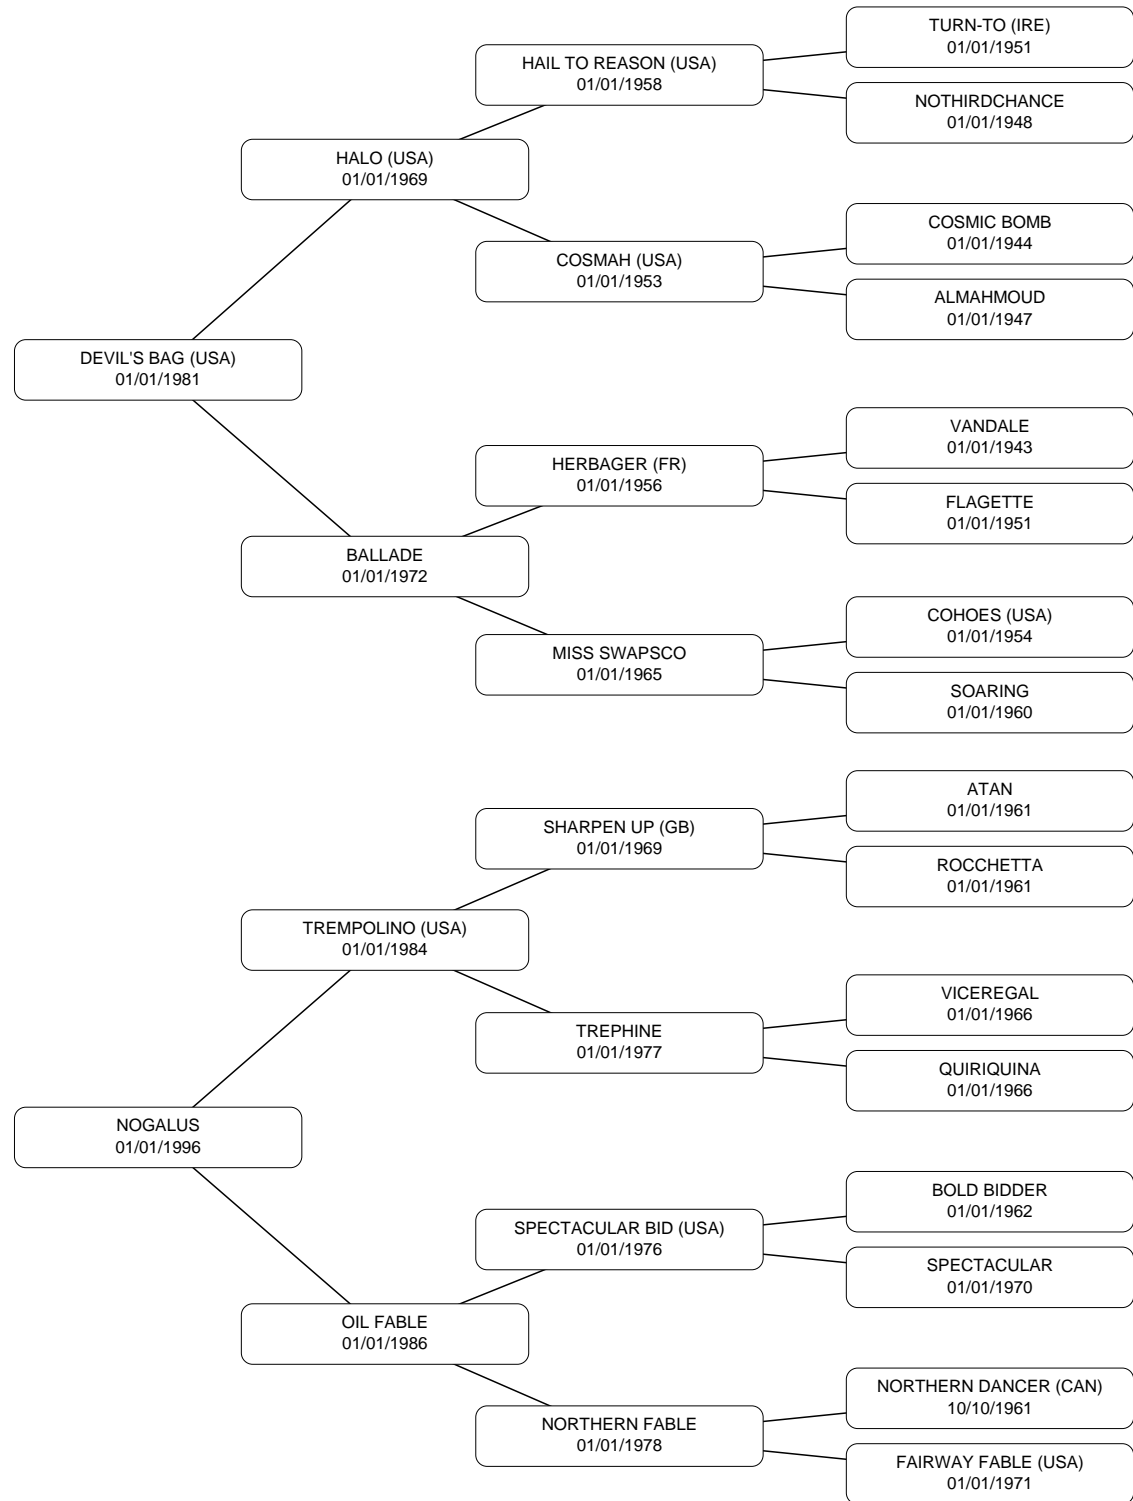 TURN-TO (IRE)
01/01/1951
HAIL TO REASON (USA)
01/01/1958
NOTHIRDCHANCE
01/01/1948
HALO (USA)
01/01/1969
COSMIC BOMB
01/01/1944
COSMAH (USA)
01/01/1953
ALMAHMOUD
01/01/1947
DEVIL'S BAG (USA)
01/01/1981
VANDALE
01/01/1943
HERBAGER (FR)
01/01/1956
FLAGETTE
01/01/1951
BALLADE
01/01/1972
COHOES (USA)
01/01/1954
MISS SWAPSCO
01/01/1965
SOARING
01/01/1960
ATAN
01/01/1961
SHARPEN UP (GB)
01/01/1969
ROCCHETTA
01/01/1961
TREMPOLINO (USA)
01/01/1984
VICEREGAL
01/01/1966
TREPHINE
01/01/1977
QUIRIQUINA
01/01/1966
NOGALUS
01/01/1996
BOLD BIDDER
01/01/1962
SPECTACULAR BID (USA)
01/01/1976
SPECTACULAR
01/01/1970
OIL FABLE
01/01/1986
NORTHERN DANCER (CAN)
10/10/1961
NORTHERN FABLE
01/01/1978
FAIRWAY FABLE (USA)
01/01/1971